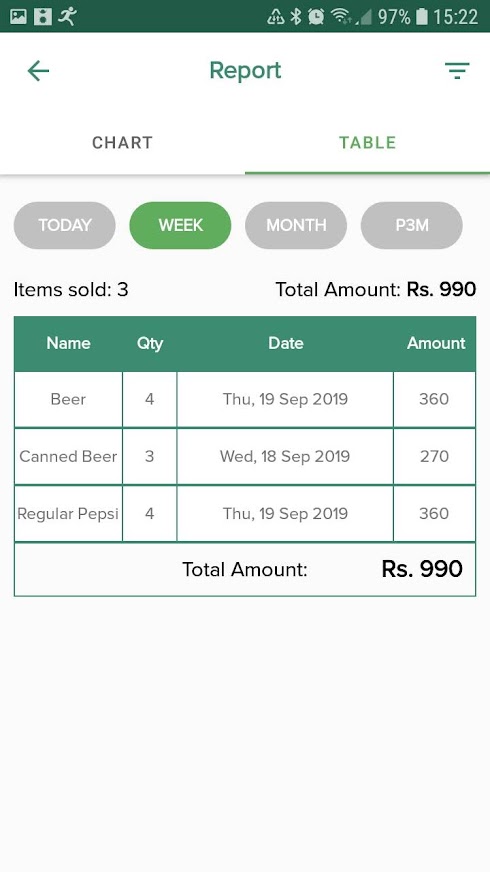 97% 15:22
Report
CHART TABLE
TODAY WEEK MONTH P3M
Items sold: 3 Total Amount: Rs. 990
Name Qty Date Amount
Beer 4 Thu, 19 Sep 2019 360
Canned Beer 3 Wed, 18 Sep 2019 270
Regular Pepsi 4 Thu, 19 Sep 2019 360
Total Amount: Rs. 990